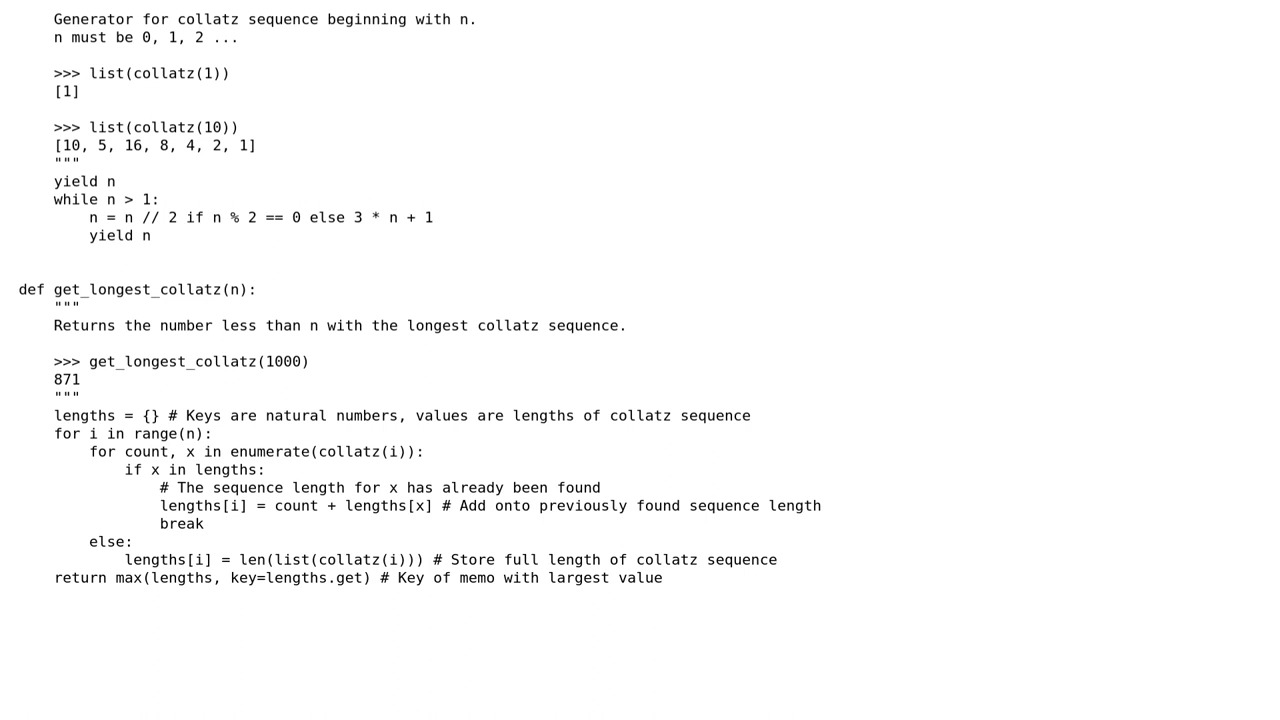 Generator for collatz sequence beginning with n.
    n must be 0, 1, 2 ...

    >>> list(collatz(1))
    [1]

    >>> list(collatz(10))
    [10, 5, 16, 8, 4, 2, 1]
    """
    yield n
    while n > 1:
        n = n // 2 if n % 2 == 0 else 3 * n + 1
        yield n


def get_longest_collatz(n):
    """
    Returns the number less than n with the longest collatz sequence.

    >>> get_longest_collatz(1000)
    871
    """
    lengths = {} # Keys are natural numbers, values are lengths of collatz sequence
    for i in range(n):
        for count, x in enumerate(collatz(i)):
            if x in lengths:
                # The sequence length for x has already been found
                lengths[i] = count + lengths[x] # Add onto previously found sequence length
                break
        else:
            lengths[i] = len(list(collatz(i))) # Store full length of collatz sequence
    return max(lengths, key=lengths.get) # Key of memo with largest value